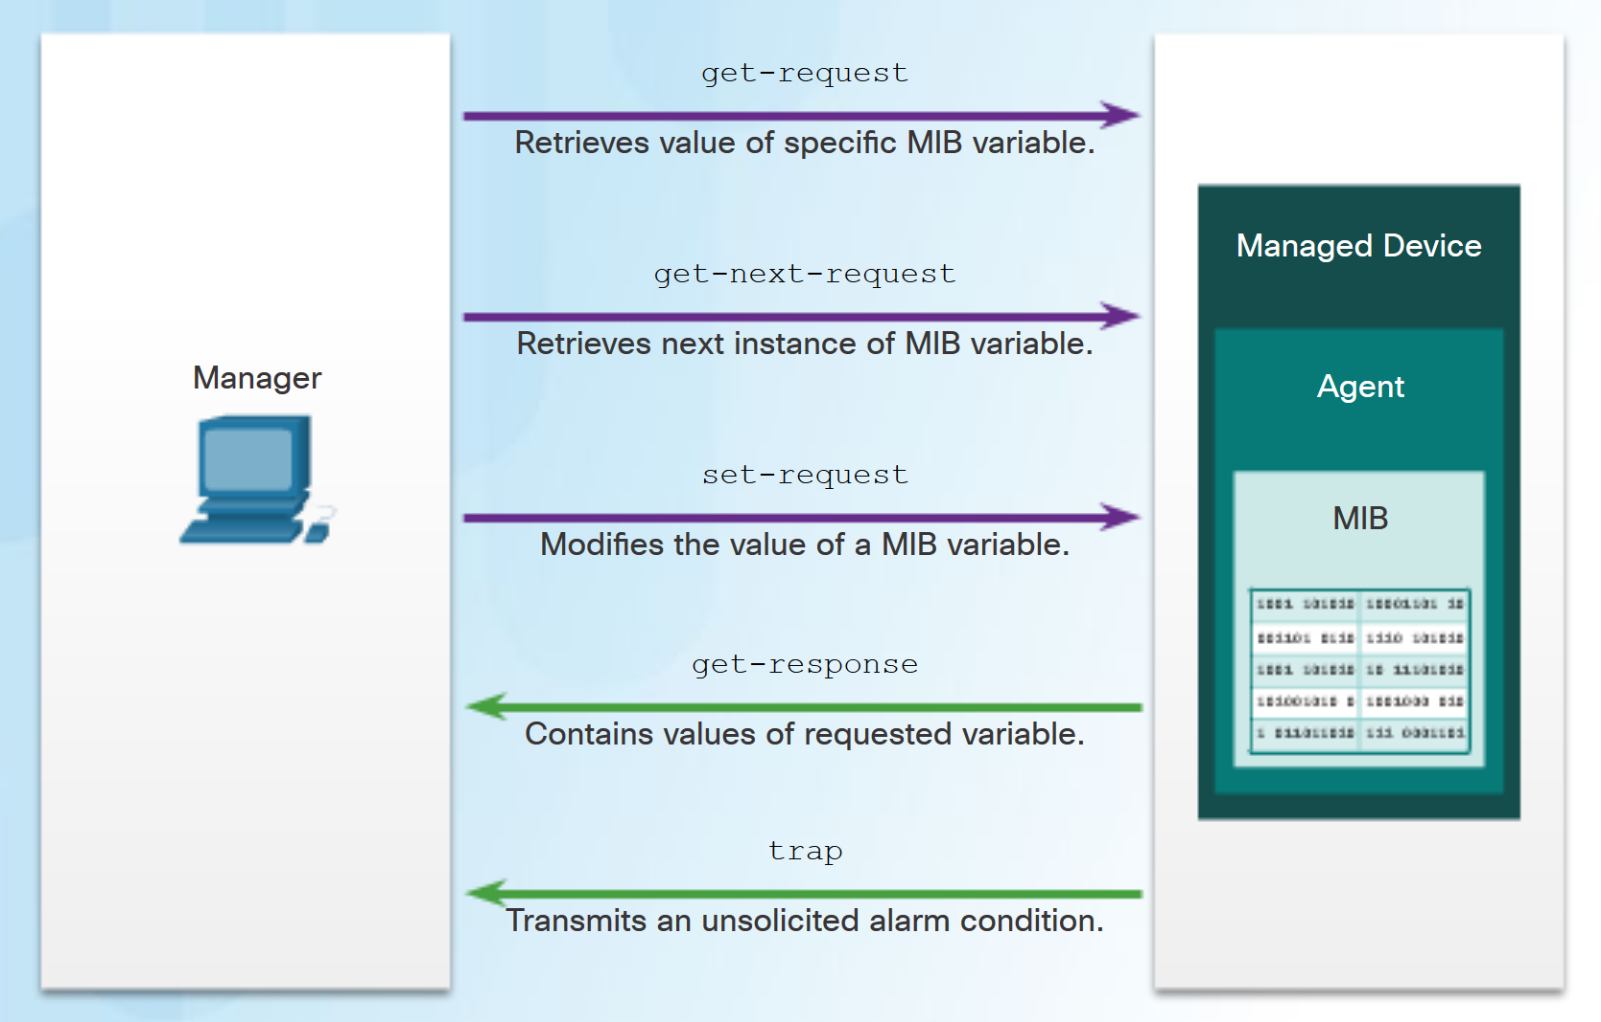 get-request
Retrieves value of specific MIB variable.
Managed Device
get-next-request
Retrieves next instance of MIB variable.
Manager
Agent
set-request
Modifies the value of a MIB variable.
MIB
get-response
Contains values of requested variable.
trap
Transmits an unsolicited alarm condition.